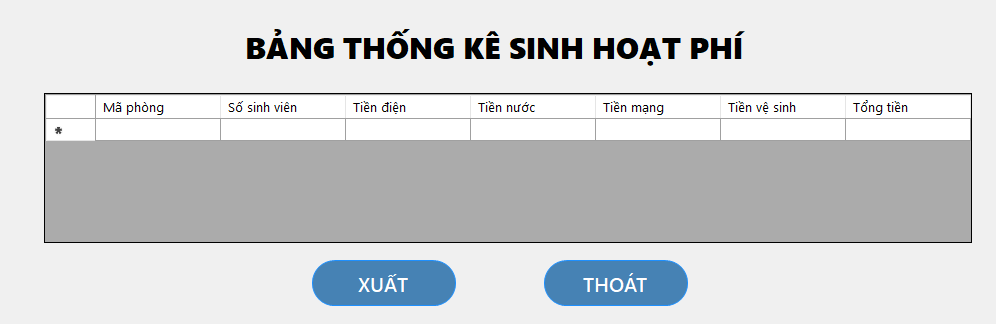 BẢNG THỐNG KÊ SINH HOẠT PHÍ
Mã phòng Số sinh viên Tiền điện Tiền nước Tiền mạng Tiền vệ sinh Tổng tiền
*
XUẤT THOÁT